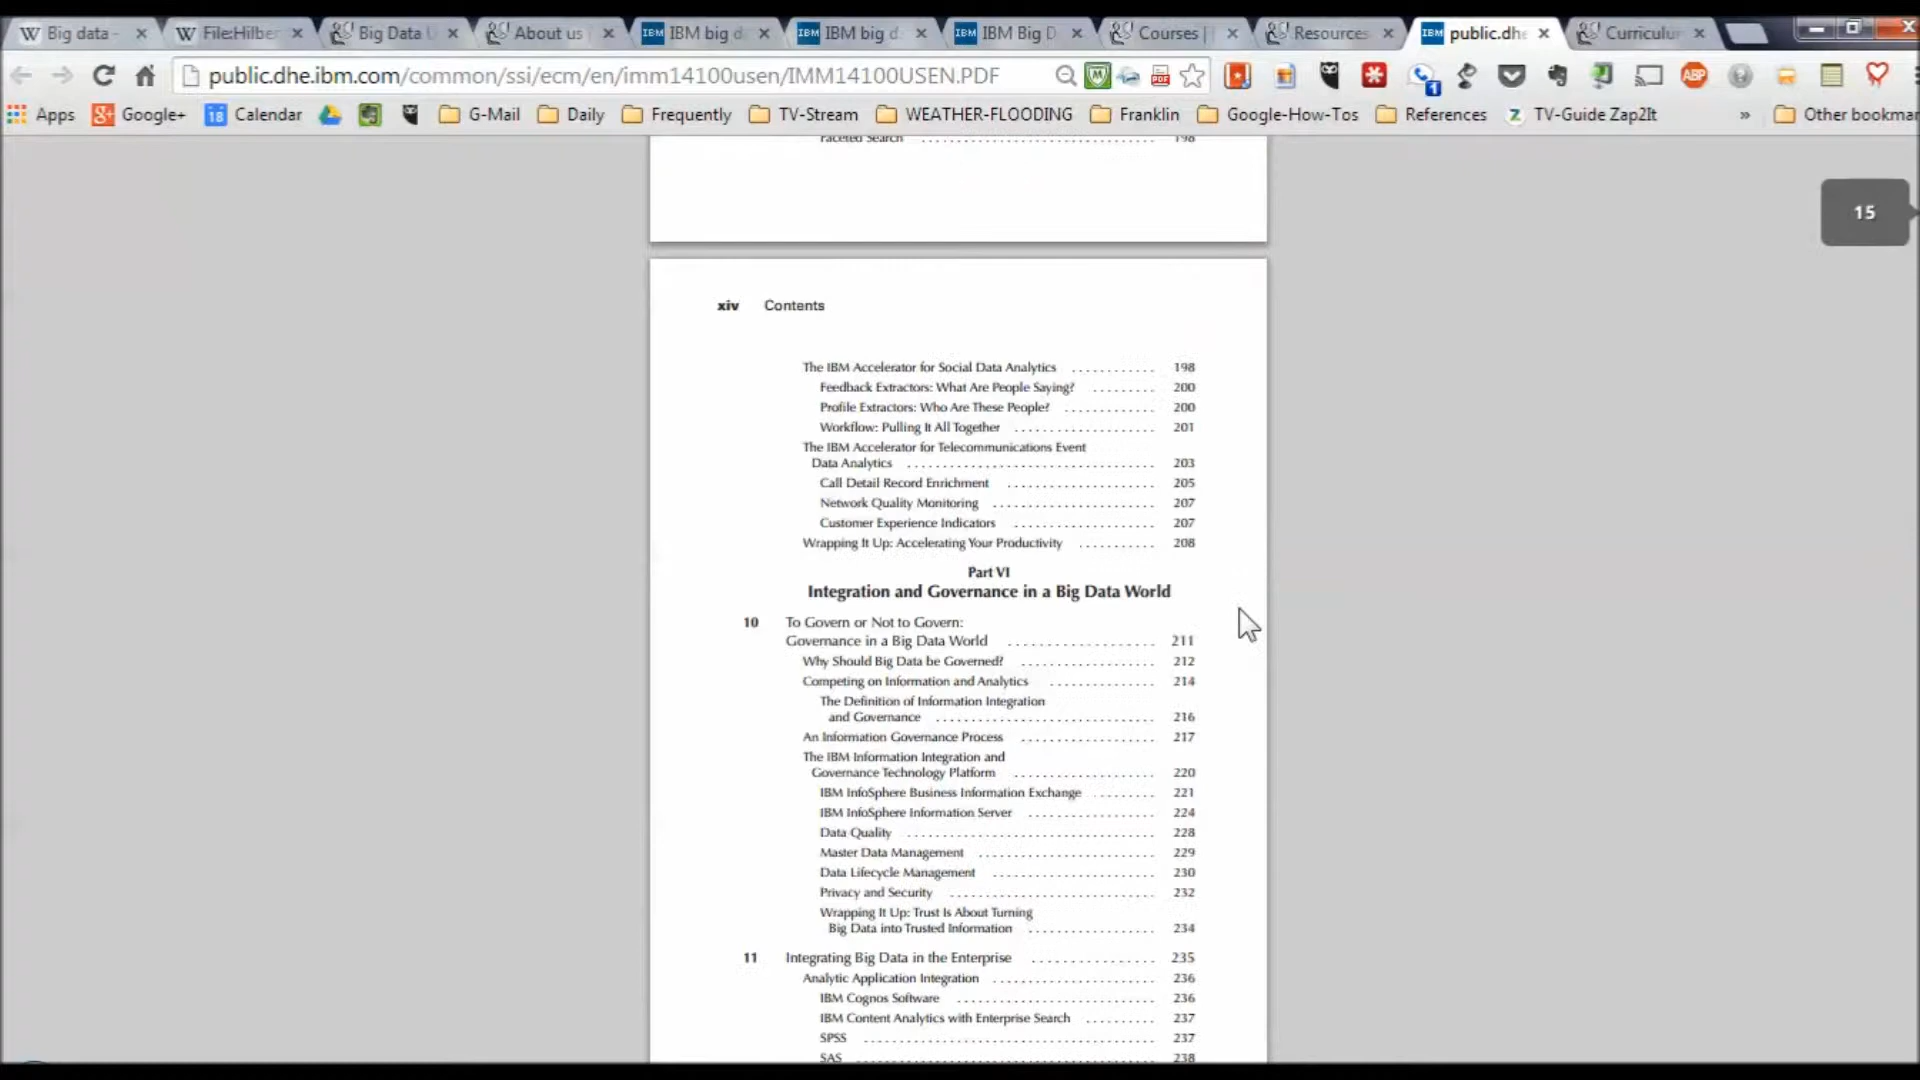 Big data -
File:Hilber
Big Data U
About us
IBM big d
IBM big d
IBM Big D
Courses |
Resources
public.dhe
Curriculur
public.dhe.ibm.com/common/ssi/ecm/en/imm14100usen/IMM14100USEN.PDF
Apps
Google+
18 Calendar
G-Mail
Daily
Frequently
TV-Stream
WEATHER-FLOODING
Franklin
Google-How-Tos
References
TV-Guide Zap2It
»
Other bookmar
Faceted Search .......... 198
15
xiv Contents
The IBM Accelerator for Social Data Analytics .......... 198
Feedback Extractors: What Are People Saying? .......... 200
Profile Extractors: Who Are These People? .......... 200
Workflow: Pulling It All Together .......... 201
The IBM Accelerator for Telecommunications Event
Data Analytics .......... 203
Call Detail Record Enrichment .......... 205
Network Quality Monitoring .......... 207
Customer Experience Indicators .......... 207
Wrapping It Up: Accelerating Your Productivity .......... 208
Part VI
Integration and Governance in a Big Data World
10 To Govern or Not to Govern:
Governance in a Big Data World .......... 211
Why Should Big Data be Governed? .......... 212
Competing on Information and Analytics .......... 214
The Definition of Information Integration
and Governance .......... 216
An Information Governance Process .......... 217
The IBM Information Integration and
Governance Technology Platform .......... 220
IBM InfoSphere Business Information Exchange .......... 221
IBM InfoSphere Information Server .......... 224
Data Quality .......... 228
Master Data Management .......... 229
Data Lifecycle Management .......... 230
Privacy and Security .......... 232
Wrapping It Up: Trust Is About Turning
Big Data into Trusted Information .......... 234
11 Integrating Big Data in the Enterprise .......... 235
Analytic Application Integration .......... 236
IBM Cognos Software .......... 236
IBM Content Analytics with Enterprise Search .......... 237
SPSS .......... 237
SAS .......... 238